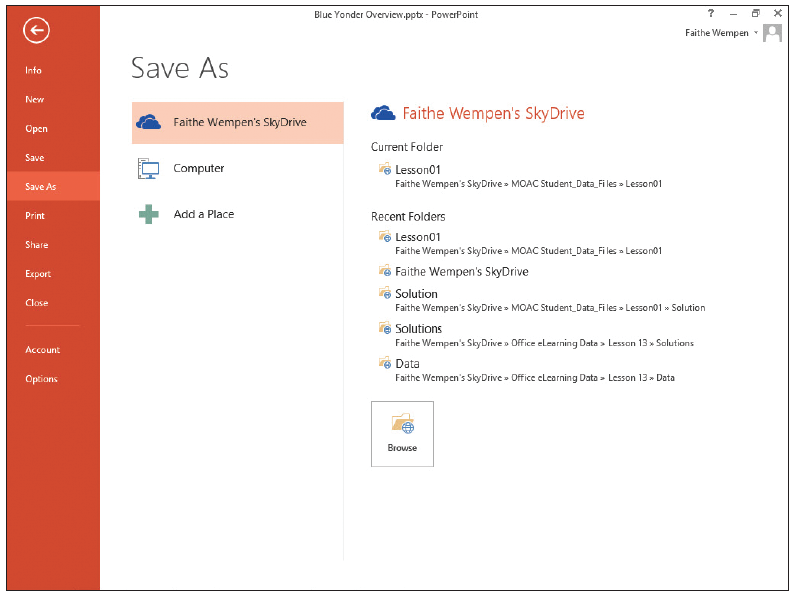 Blue Yonder Overview.pptx - PowerPoint
?
Faithe Wempen
Info
New
Open
Save
Save As
Print
Share
Export
Close
Account
Options
Save As
Faithe Wempen's SkyDrive
Computer
Add a Place
Faithe Wempen's SkyDrive
Current Folder
Lesson01
Faithe Wempen's SkyDrive » MOAC Student_Data_Files » Lesson01
Recent Folders
Lesson01
Faithe Wempen's SkyDrive » MOAC Student_Data_Files » Lesson01
Faithe Wempen's SkyDrive
Solution
Faithe Wempen's SkyDrive » MOAC Student_Data_Files » Lesson01 » Solution
Solutions
Faithe Wempen's SkyDrive » Office eLearning Data » Lesson 13 » Solutions
Data
Faithe Wempen's SkyDrive » Office eLearning Data » Lesson 13 » Data
Browse